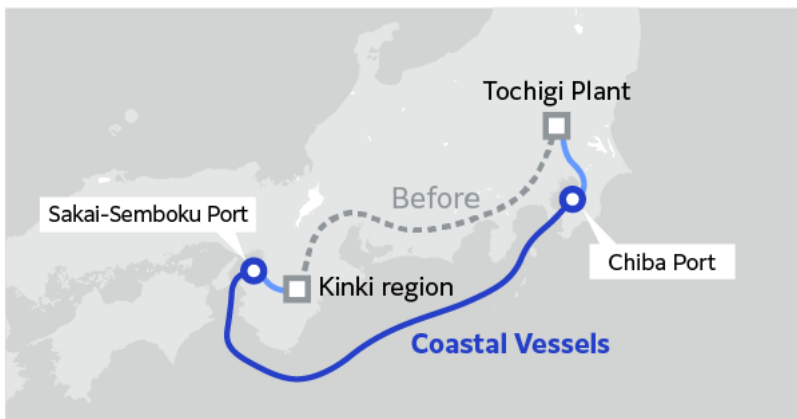 Tochigi Plant
Before
Sakai-Semboku Port
Chiba Port
Kinki region
Coastal Vessels